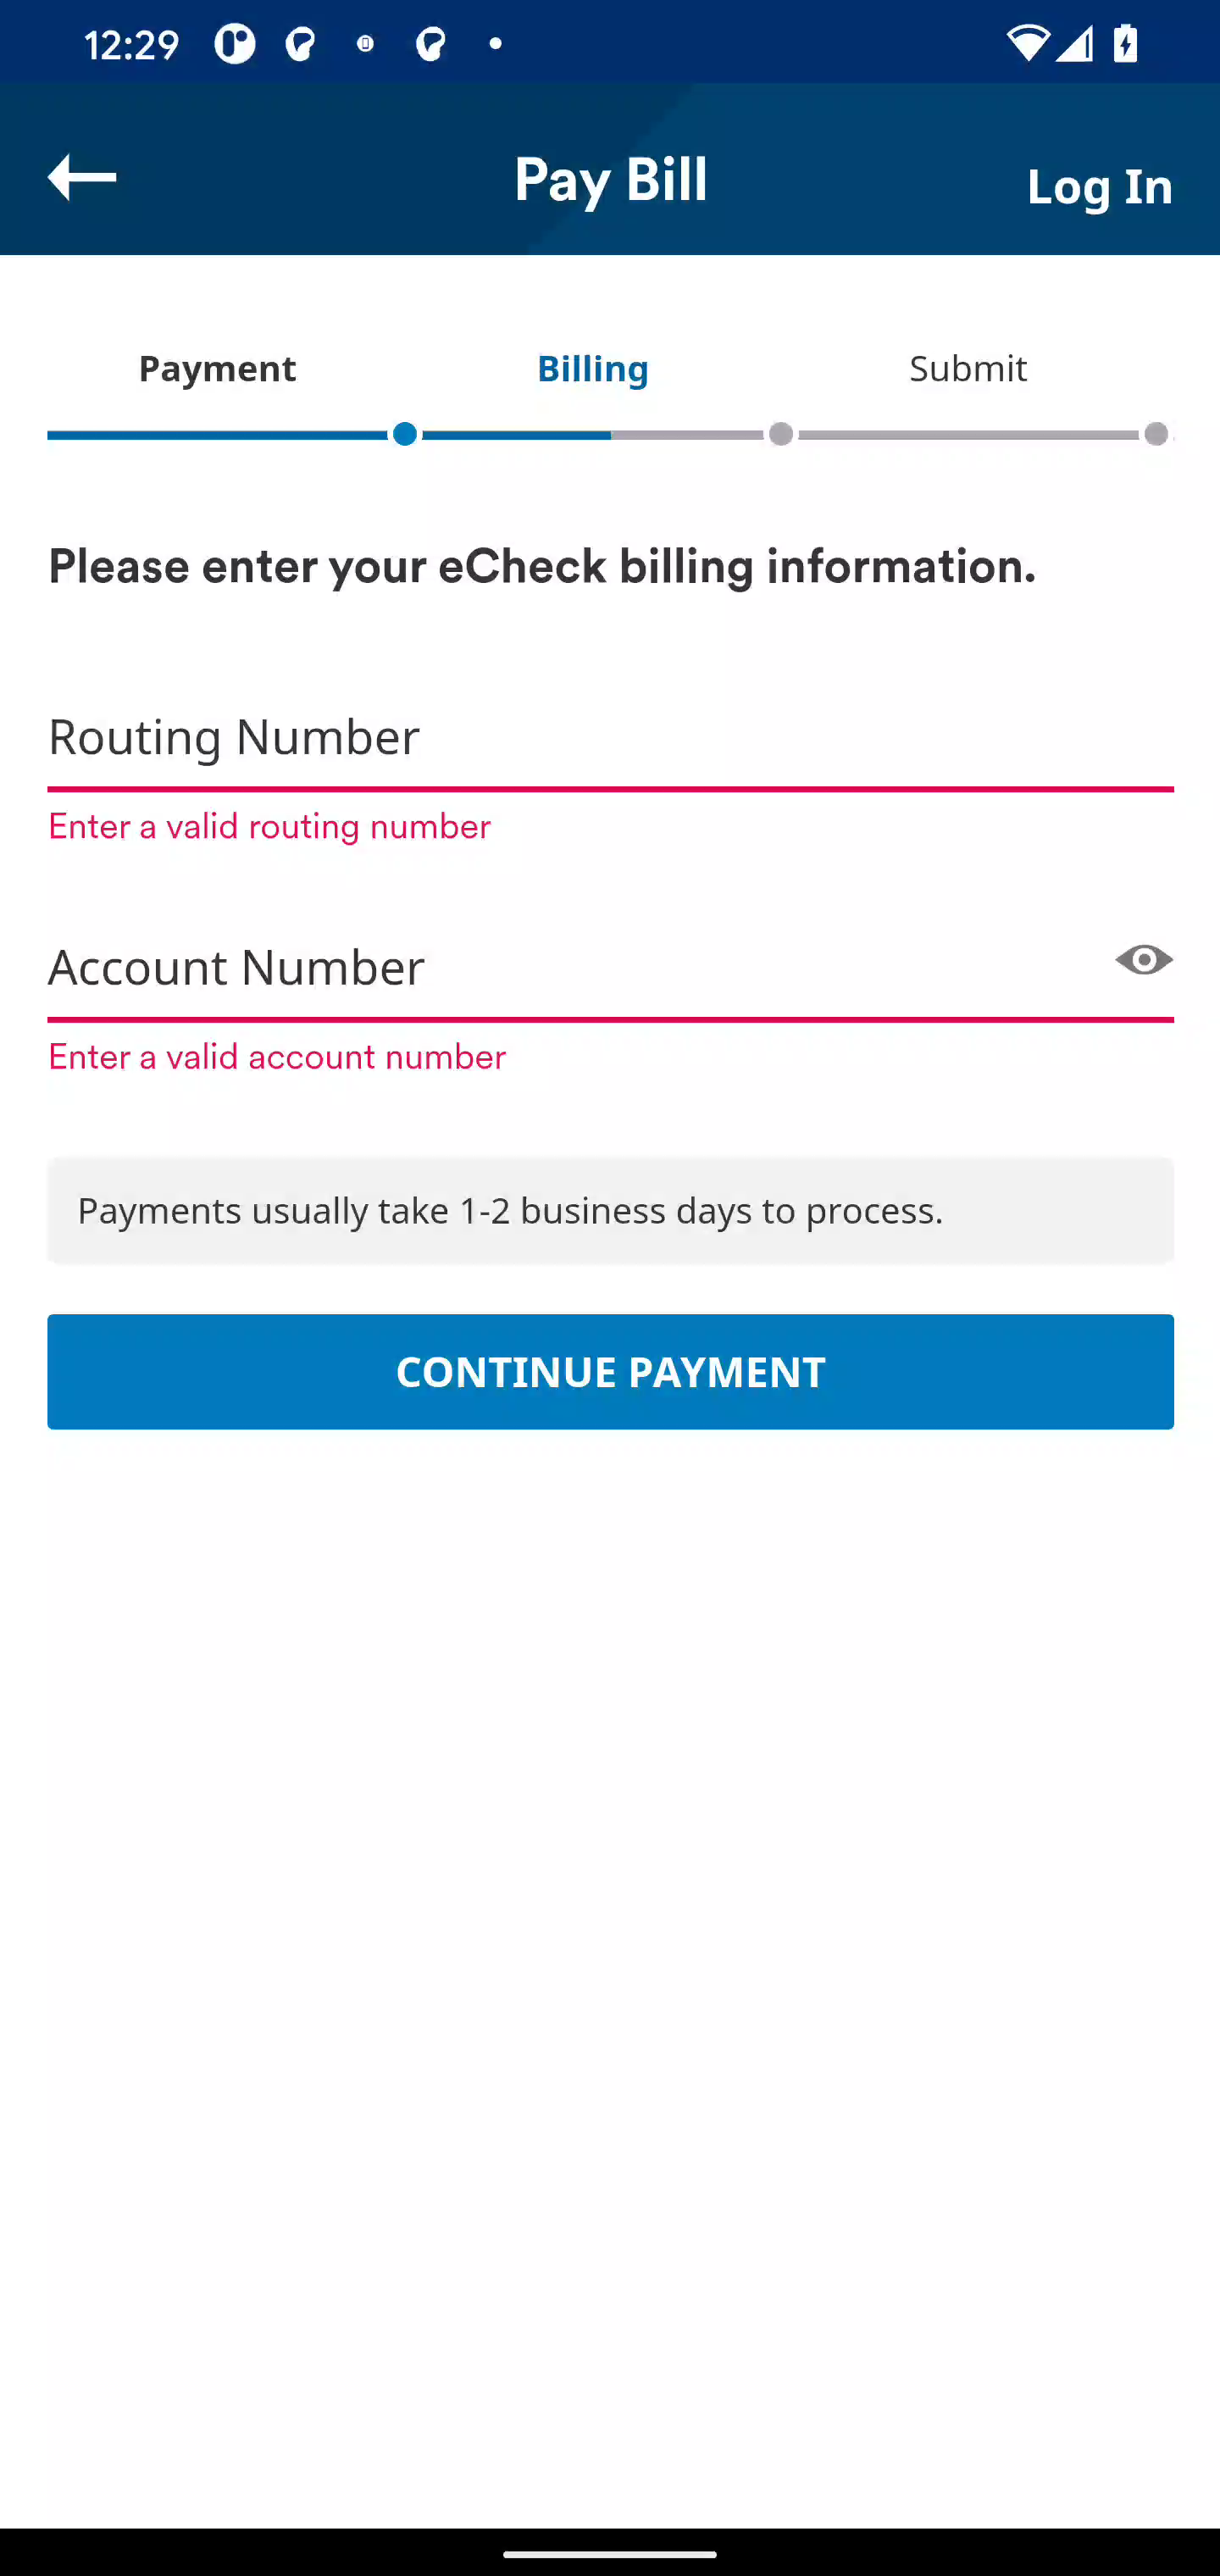 12:29
Pay Bill
Log In
Payment
Billing
Submit
Please enter your eCheck billing information.
Routing Number
Enter a valid routing number
Account Number
Enter a valid account number
Payments usually take 1-2 business days to process.
CONTINUE PAYMENT